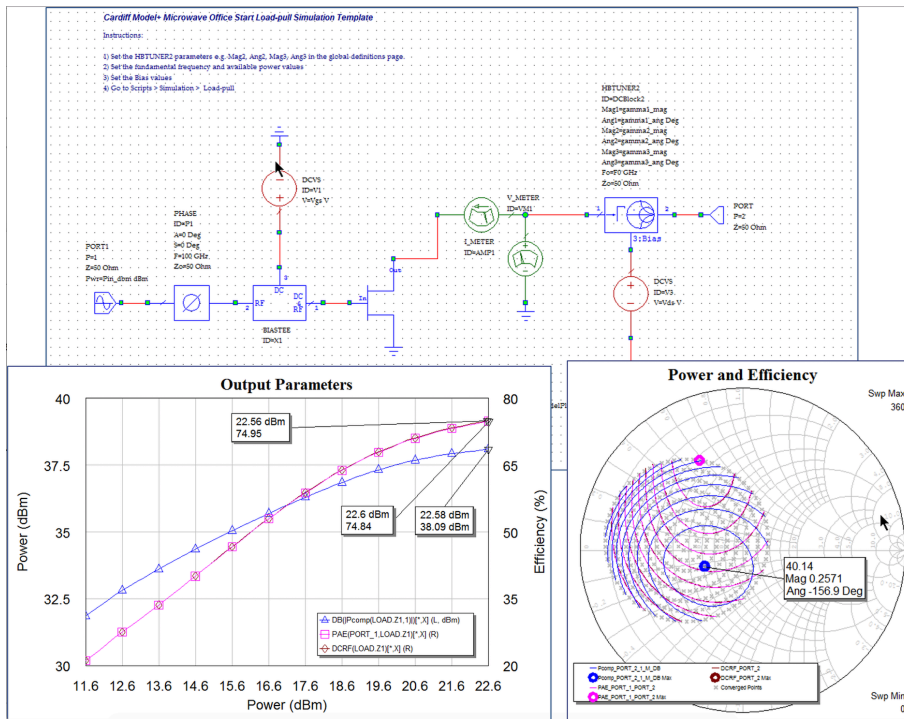 Cardiff Model+ Microwave Office Start Load-pull Simulation Template
Instructions:
1) Set the HBTUNER2 parameters e.g. Mag2, Ang2, Mag3, Ang3 in the global definitions page.
2) Set the fundamental frequency and available power values
3) Set the Bias values
4) Go to Scripts > Simulation > Load-pull
HBTUNER2
ID=DCBlock2
Mag1=gamma1_mag
Ang1=gamma1_ang Deg
Mag2=gamma2_mag
Ang2=gamma2_ang Deg
Mag3=gamma3_mag
Ang3=gamma3_ang Deg
Fo=F0 GHz
Zo=50 Ohm
DCVS
ID=V1
V=Vgs V
PHASE
ID=P1
A=0 Deg
S=0 Deg
F=100 GHz
Zo=50 Ohm
PORT1
P=1
Z=50 Ohm
Pwr=Pin_dbm dBm
V_METER
ID=VM1
I_METER
ID=AMP1
PORT
P=2
Z=50 Ohm
1
2
3:Bias
Out
In
3
DC
RF
DC
&
RF
2
1
BIASTEE
ID=X1
DCVS
ID=V3
V=Vds V
Output Parameters
40
37.5
35
32.5
30
Power (dBm)
80
65
50
35
20
Efficiency (%)
22.56 dBm
74.95
22.6 dBm
74.84
22.58 dBm
38.09 dBm
DB(|Pcomp(LOAD.Z1,1)|)[*,X] (L, dBm)
PAE(PORT_1,LOAD.Z1)[*,X] (R)
DCRF(LOAD.Z1)[*,X] (R)
11.6 12.6 13.6 14.6 15.6 16.6 17.6 18.6 19.6 20.6 21.6 22.6
Power (dBm)
Power and Efficiency
Swp Max
360
40.14
Mag 0.2571
Ang -156.9 Deg
Pcomp_PORT_2_1_M_DB
DCRF_PORT_2
Pcomp_PORT_2_1_M_DB Max
DCRF_PORT_2 Max
PAE_PORT_1_PORT_2
Converged Points
PAE_PORT_1_PORT_2 Max
Swp Min
0